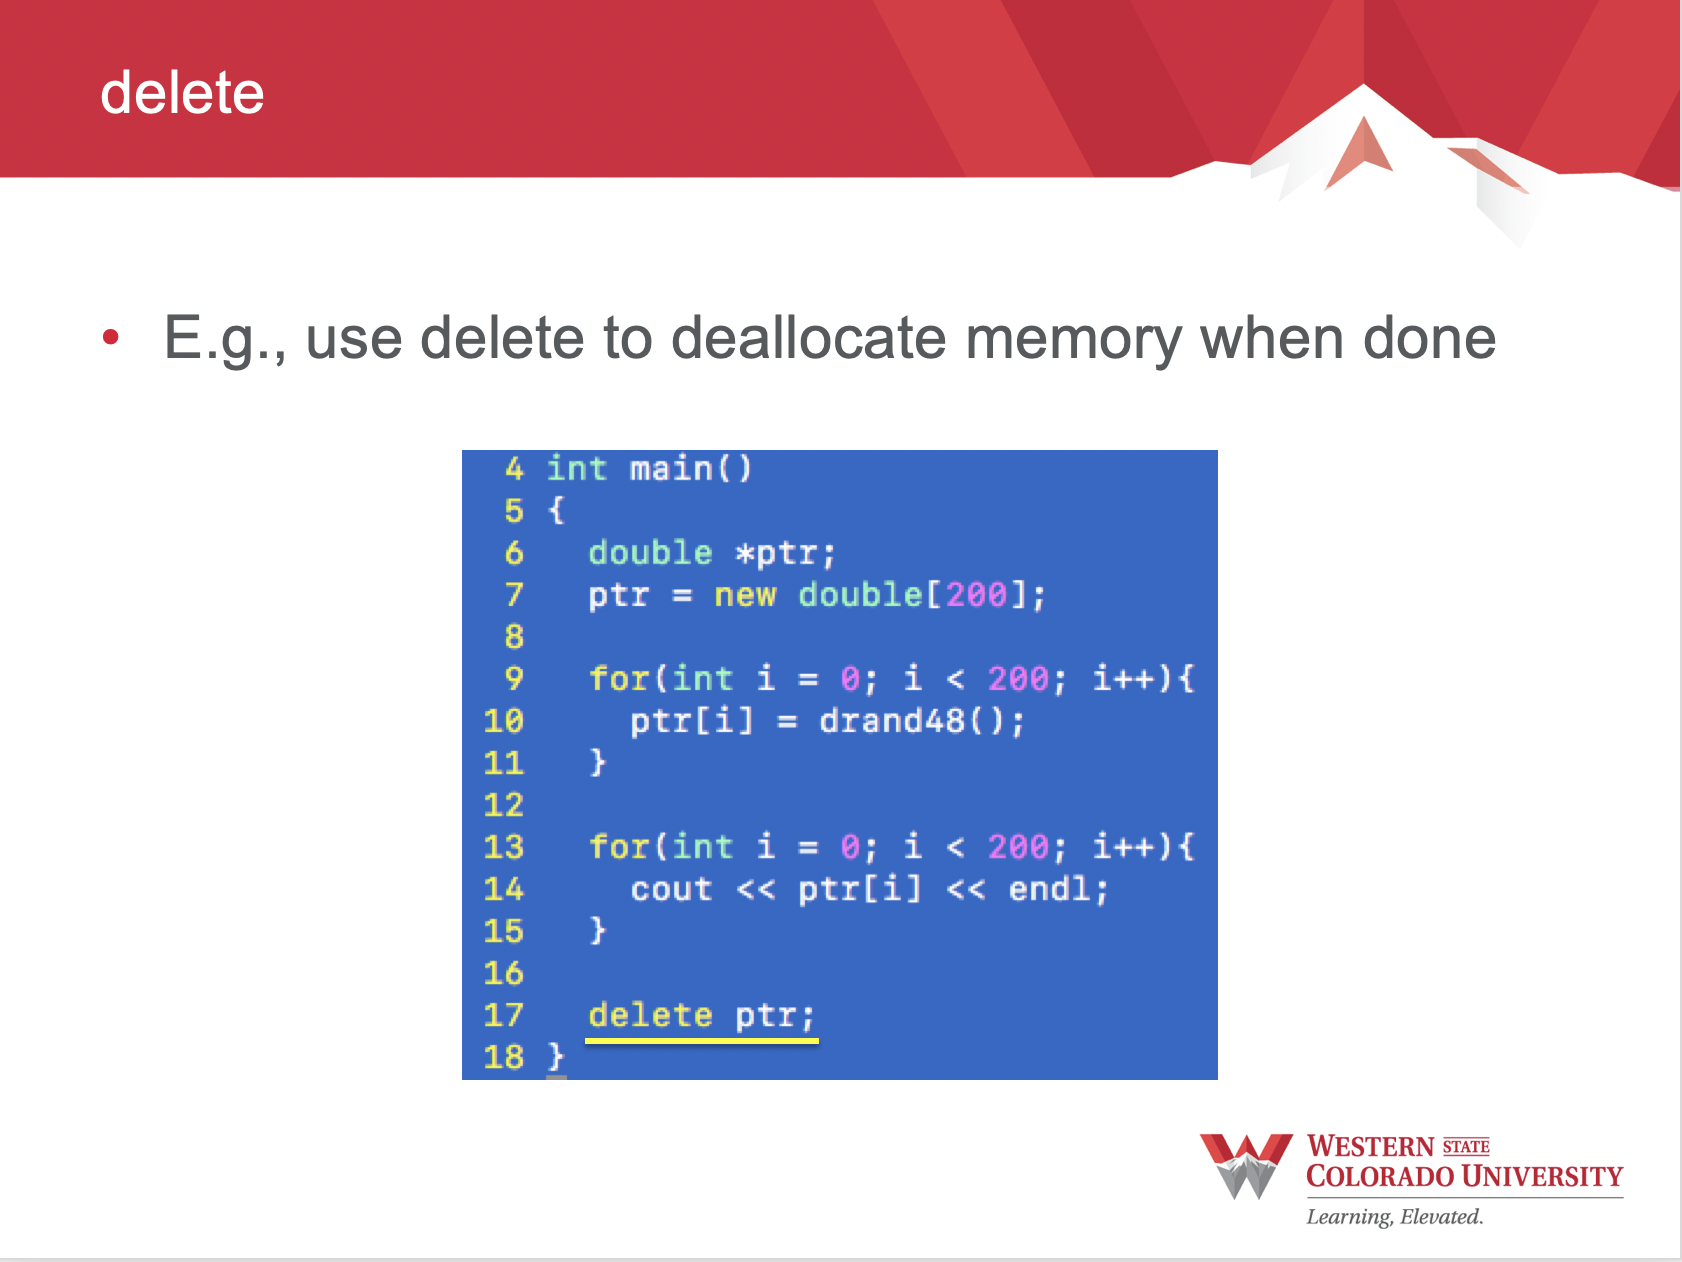 delete
• E.g., use delete to deallocate memory when done
4 int main()
5 {
6   double *ptr;
7   ptr = new double[200];
8
9   for(int i = 0; i < 200; i++){
10     ptr[i] = drand48();
11   }
12
13   for(int i = 0; i < 200; i++){
14     cout << ptr[i] << endl;
15   }
16
17   delete ptr;
18 }
WESTERN STATE
COLORADO UNIVERSITY
Learning, Elevated.